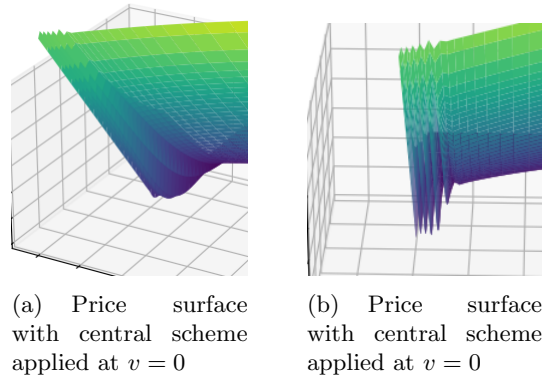 (a) Price surface
with central scheme
applied at v = 0
(b) Price surface
with central scheme
applied at v = 0